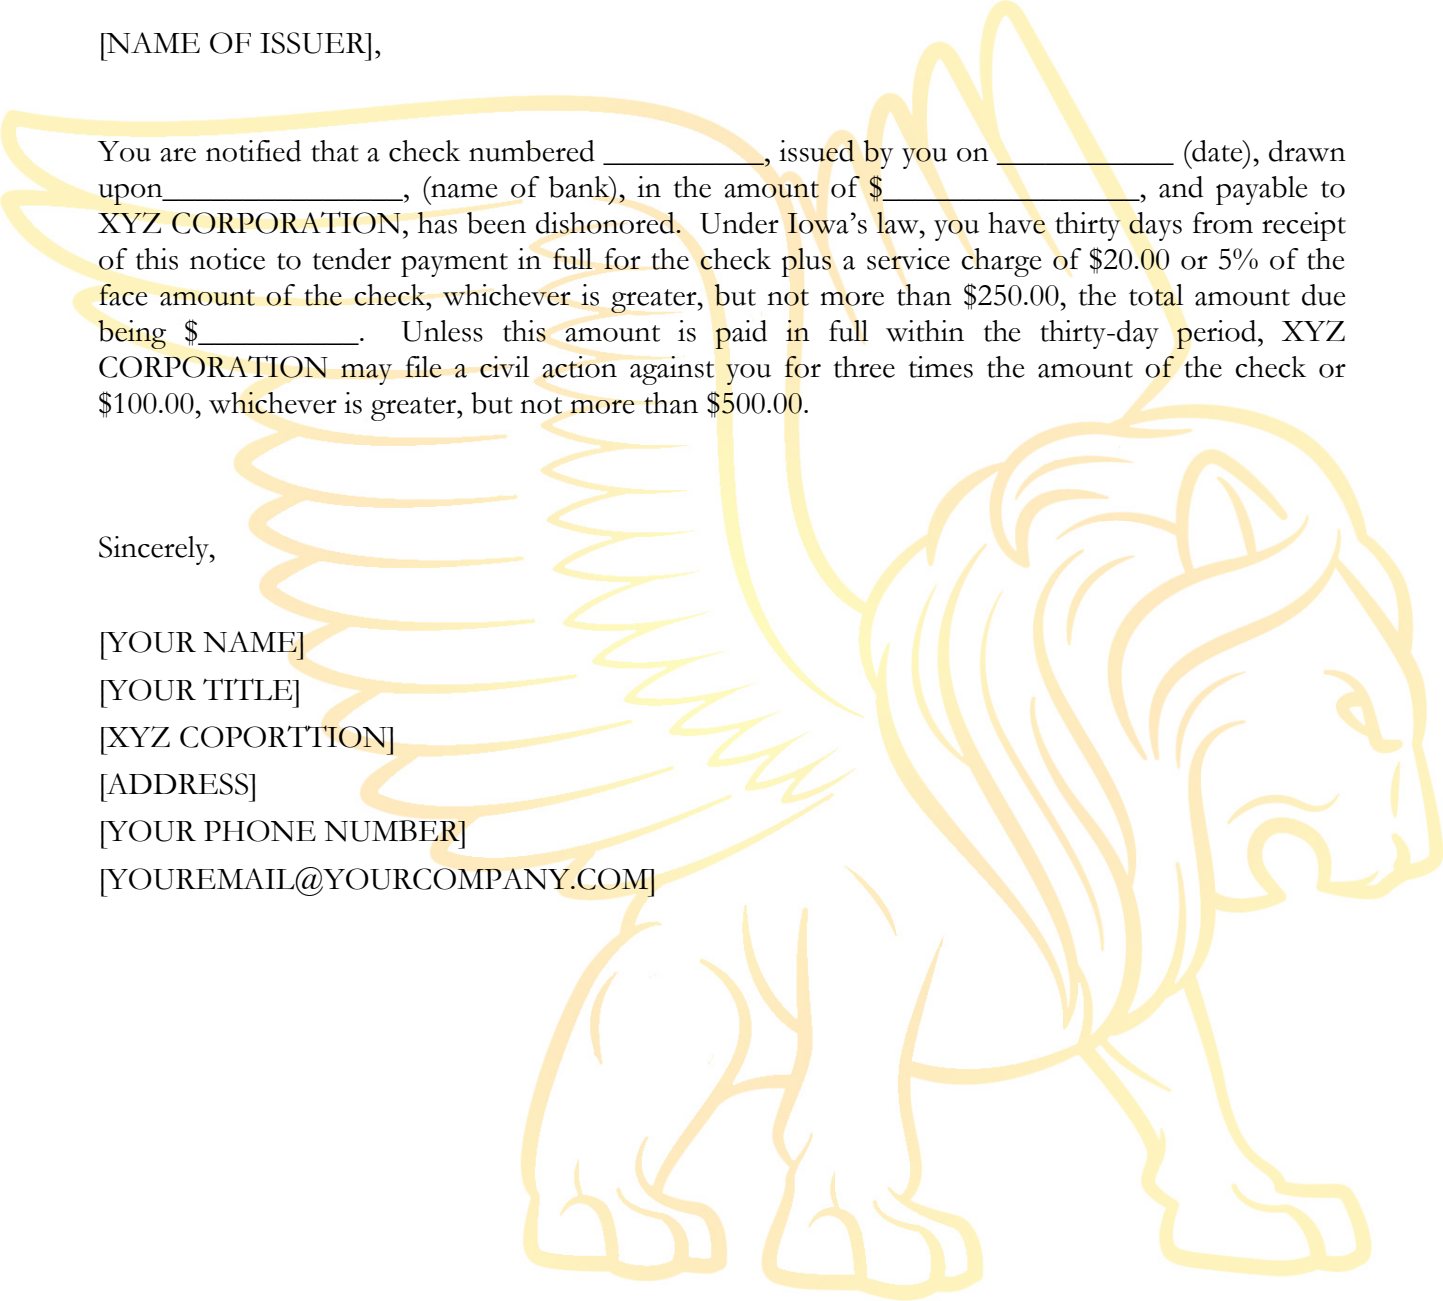 [NAME OF ISSUER],
You are notified that a check numbered __________, issued by you on ___________ (date), drawn
upon_______________, (name of bank), in the amount of $________________, and payable to
XYZ CORPORATION, has been dishonored.  Under Iowa’s law, you have thirty days from receipt
of this notice to tender payment in full for the check plus a service charge of $20.00 or 5% of the
face amount of the check, whichever is greater, but not more than $250.00, the total amount due
being $__________.  Unless this amount is paid in full within the thirty-day period, XYZ
CORPORATION may file a civil action against you for three times the amount of the check or
$100.00, whichever is greater, but not more than $500.00.
Sincerely,
[YOUR NAME]
[YOUR TITLE]
[XYZ COPORTTION]
[ADDRESS]
[YOUR PHONE NUMBER]
[YOUREMAIL@YOURCOMPANY.COM]